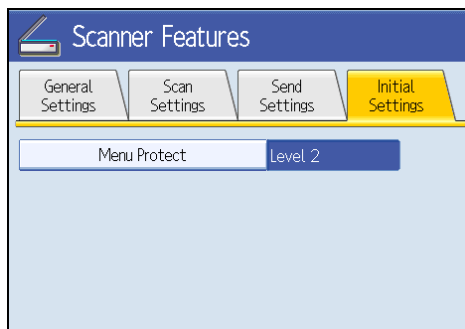 Scanner Features
General Settings
Scan Settings
Send Settings
Initial Settings
Menu Protect
Level 2